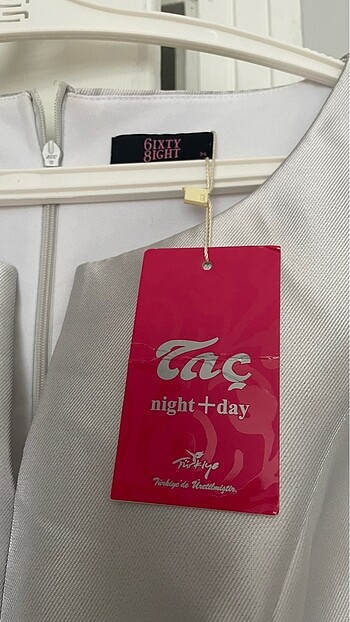 6IXTY
8IGHT
Taç
night+day
Türkiye
Türkiye'de Üretilmiştir.